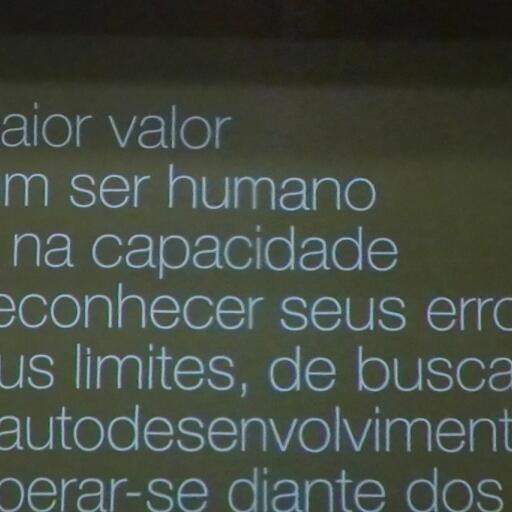 aior valor
m ser humano
na capacidade
econhecer seus erro
us limites, de busca
autodesenvolviment
perar-se diante dos